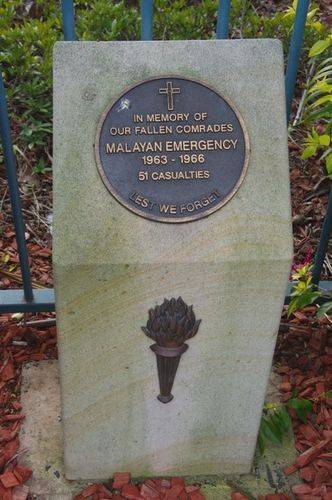 IN MEMORY OF
OUR FALLEN COMRADES
MALAYAN EMERGENCY
1963 - 1966
51 CASUALTIES
LEST WE FORGET